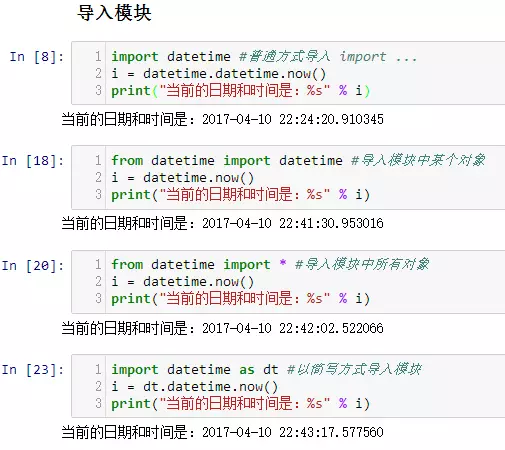 导入模块
In [8]: 1 import datetime #普通方式导入 import ...
2 i = datetime.datetime.now()
3 print("当前的日期和时间是: %s" % i)
当前的日期和时间是: 2017-04-10 22:24:20.910345
In [18]: 1 from datetime import datetime #导入模块中某个对象
2 i = datetime.now()
3 print("当前的日期和时间是: %s" % i)
当前的日期和时间是: 2017-04-10 22:41:30.953016
In [20]: 1 from datetime import * #导入模块中所有对象
2 i = datetime.now()
3 print("当前的日期和时间是: %s" % i)
当前的日期和时间是: 2017-04-10 22:42:02.522066
In [23]: 1 import datetime as dt #以简写方式导入模块
2 i = dt.datetime.now()
3 print("当前的日期和时间是: %s" % i)
当前的日期和时间是: 2017-04-10 22:43:17.577560